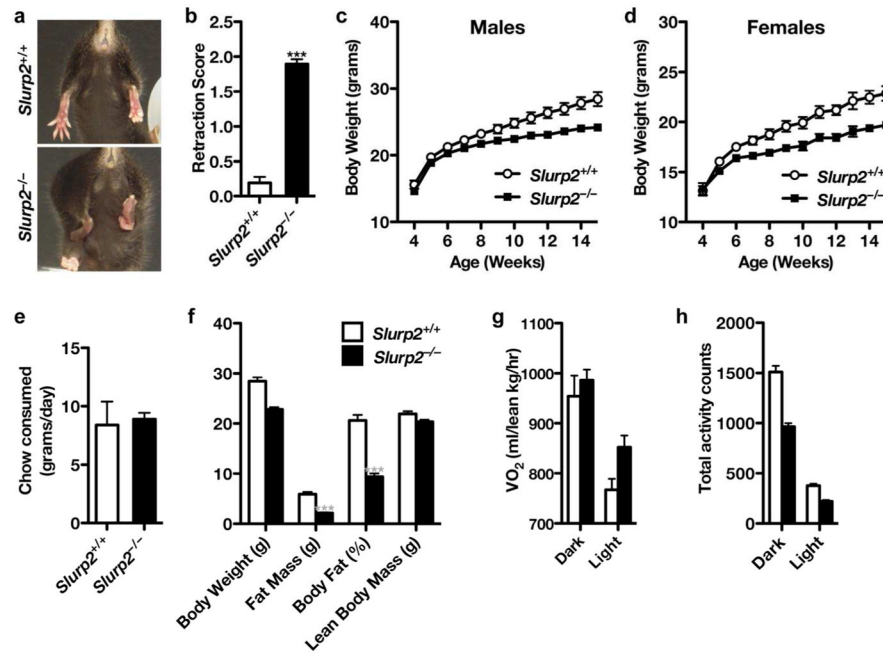 a
Slurp2+/+
Slurp2−/−
b
Retraction Score
2.5
2.0
1.5
1.0
0.5
0.0
***
Slurp2+/+
Slurp2−/−
c
Males
Body Weight (grams)
40
30
20
10
Slurp2+/+
Slurp2−/−
4 6 8 10 12 14
Age (Weeks)
d
Females
Body Weight (grams)
30
25
20
15
10
Slurp2+/+
Slurp2−/−
4 6 8 10 12 14
Age (Weeks)
e
Chow consumed
(grams/day)
15
10
5
0
Slurp2+/+
Slurp2−/−
f
40
30
20
10
0
Slurp2+/+
Slurp2−/−
***
***
Body Weight (g)
Fat Mass (g)
Body Fat (%)
Lean Body Mass (g)
g
VO2 (ml/lean kg/hr)
1100
1000
900
800
700
Dark
Light
h
Total activity counts
2000
1500
1000
500
0
Dark
Light